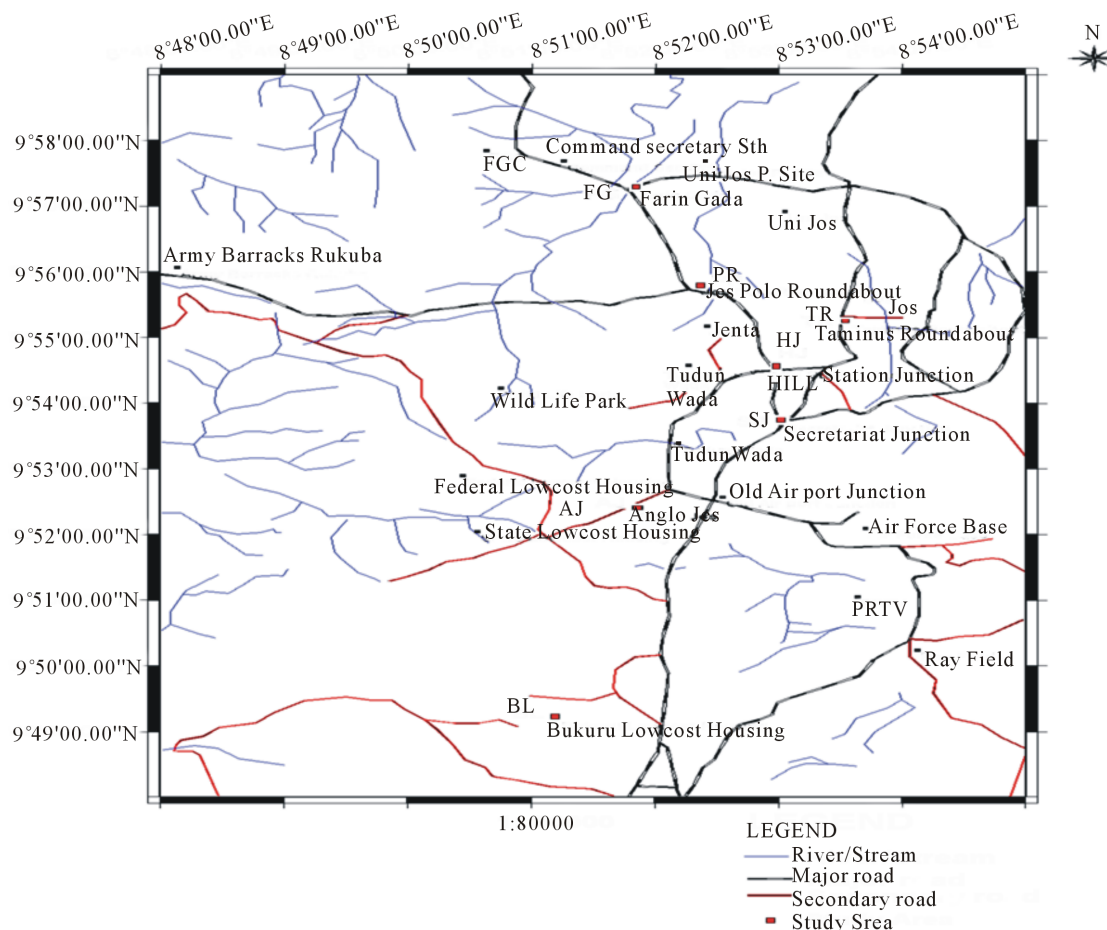 8°48'00.00"E
8°49'00.00"E
8°50'00.00"E
8°51'00.00"E
8°52'00.00"E
8°53'00.00"E
8°54'00.00"E
N
9°58'00.00"N
Command secretary Sth
FGC
Uni Jos P. Site
FG
Farin Gada
9°57'00.00"N
Uni Jos
Army Barracks Rukuba
9°56'00.00"N
PR
Jos Polo Roundabout
Jos
TR
Taminus Roundabout
Jenta
9°55'00.00"N
HJ
Tudun
Wada
HILL
Station Junction
9°54'00.00"N
Wild Life Park
SJ
Secretariat Junction
9°53'00.00"N
TudunWada
Federal Lowcost Housing
Old Air port Junction
AJ
Anglo Jos
9°52'00.00"N
State Lowcost Housing
Air Force Base
9°51'00.00"N
PRTV
9°50'00.00"N
Ray Field
BL
9°49'00.00"N
Bukuru Lowcost Housing
1:80000
LEGEND
River/Stream
Major road
Secondary road
Study Srea